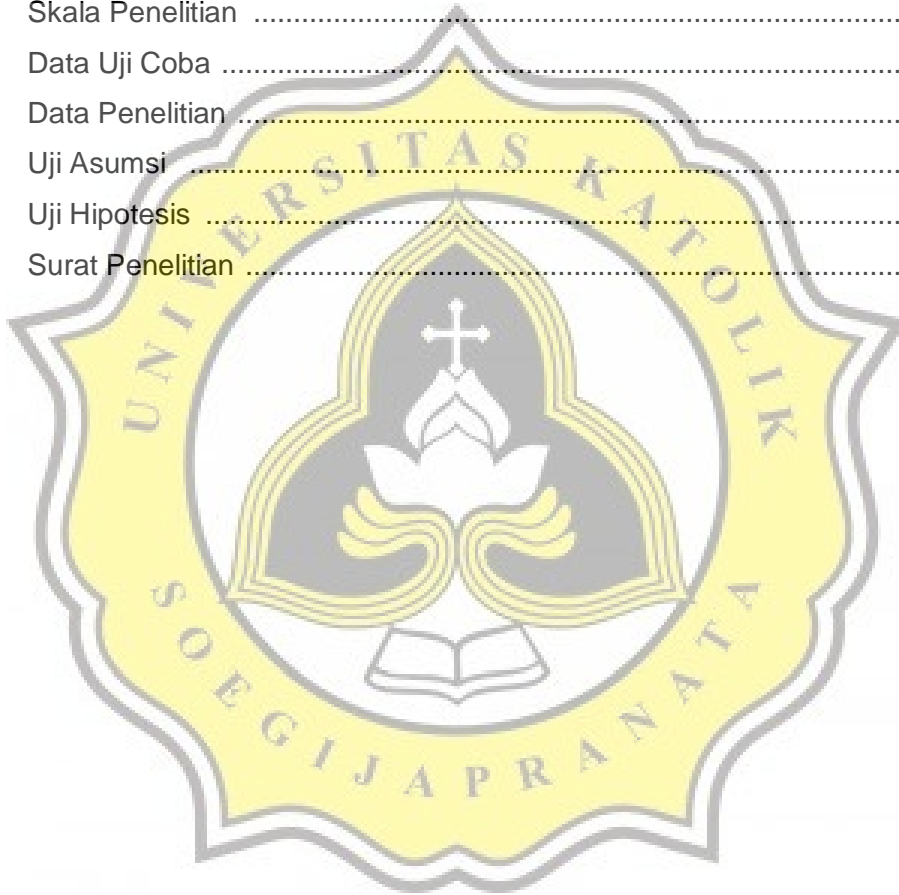 Skala Penelitian ..........................................................................................
Data Uji Coba ..............................................................................................
Data Penelitian ............................................................................................
Uji Asumsi ..................................................................................................
Uji Hipotesis ................................................................................................
Surat Penelitian ...........................................................................................
UNIVERSITAS KATOLIK
SOEGIJAPRANATA